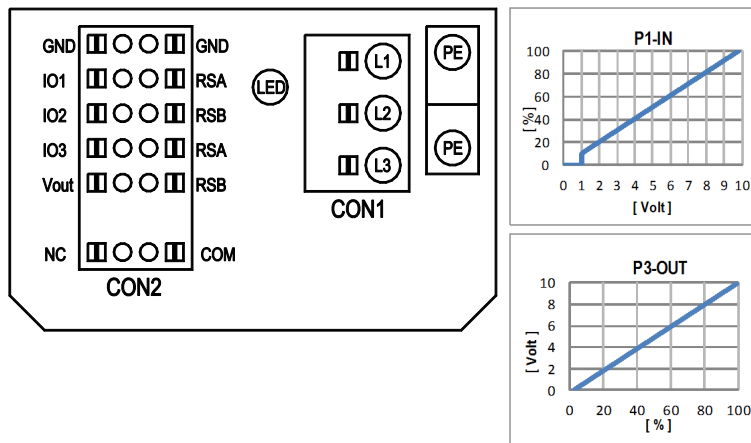 GND GND
IO1 RSA
IO2 RSB
IO3 RSA
Vout RSB
NC COM
CON2
LED
L1
L2
L3
CON1
PE
PE
P1-IN
[ % ]
100
80
60
40
20
0
0 1 2 3 4 5 6 7 8 9 10
[ Volt ]
P3-OUT
[ Volt ]
10
8
6
4
2
0
0 20 40 60 80 100
[ % ]